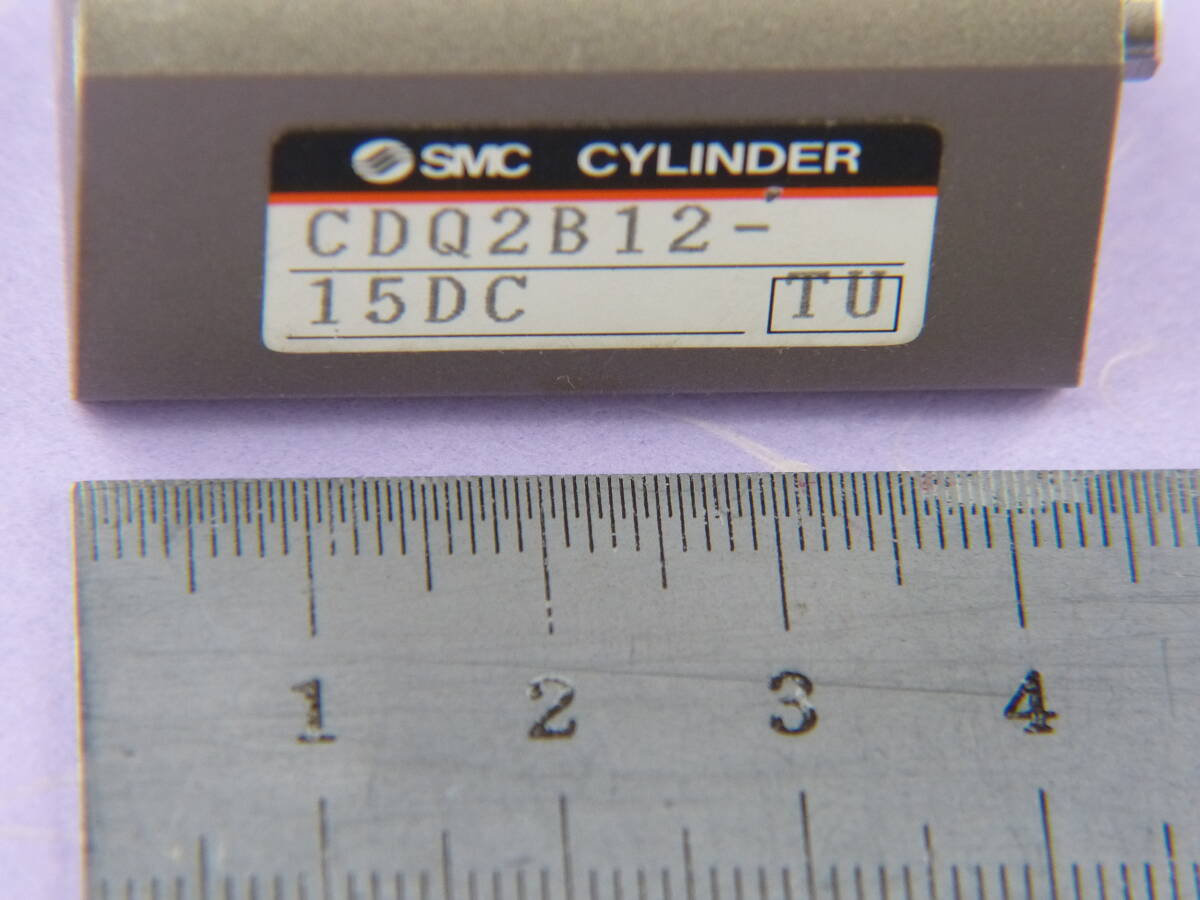 SMC CYLINDER
CDQ2B12-
15DC TU
1 2 3 4